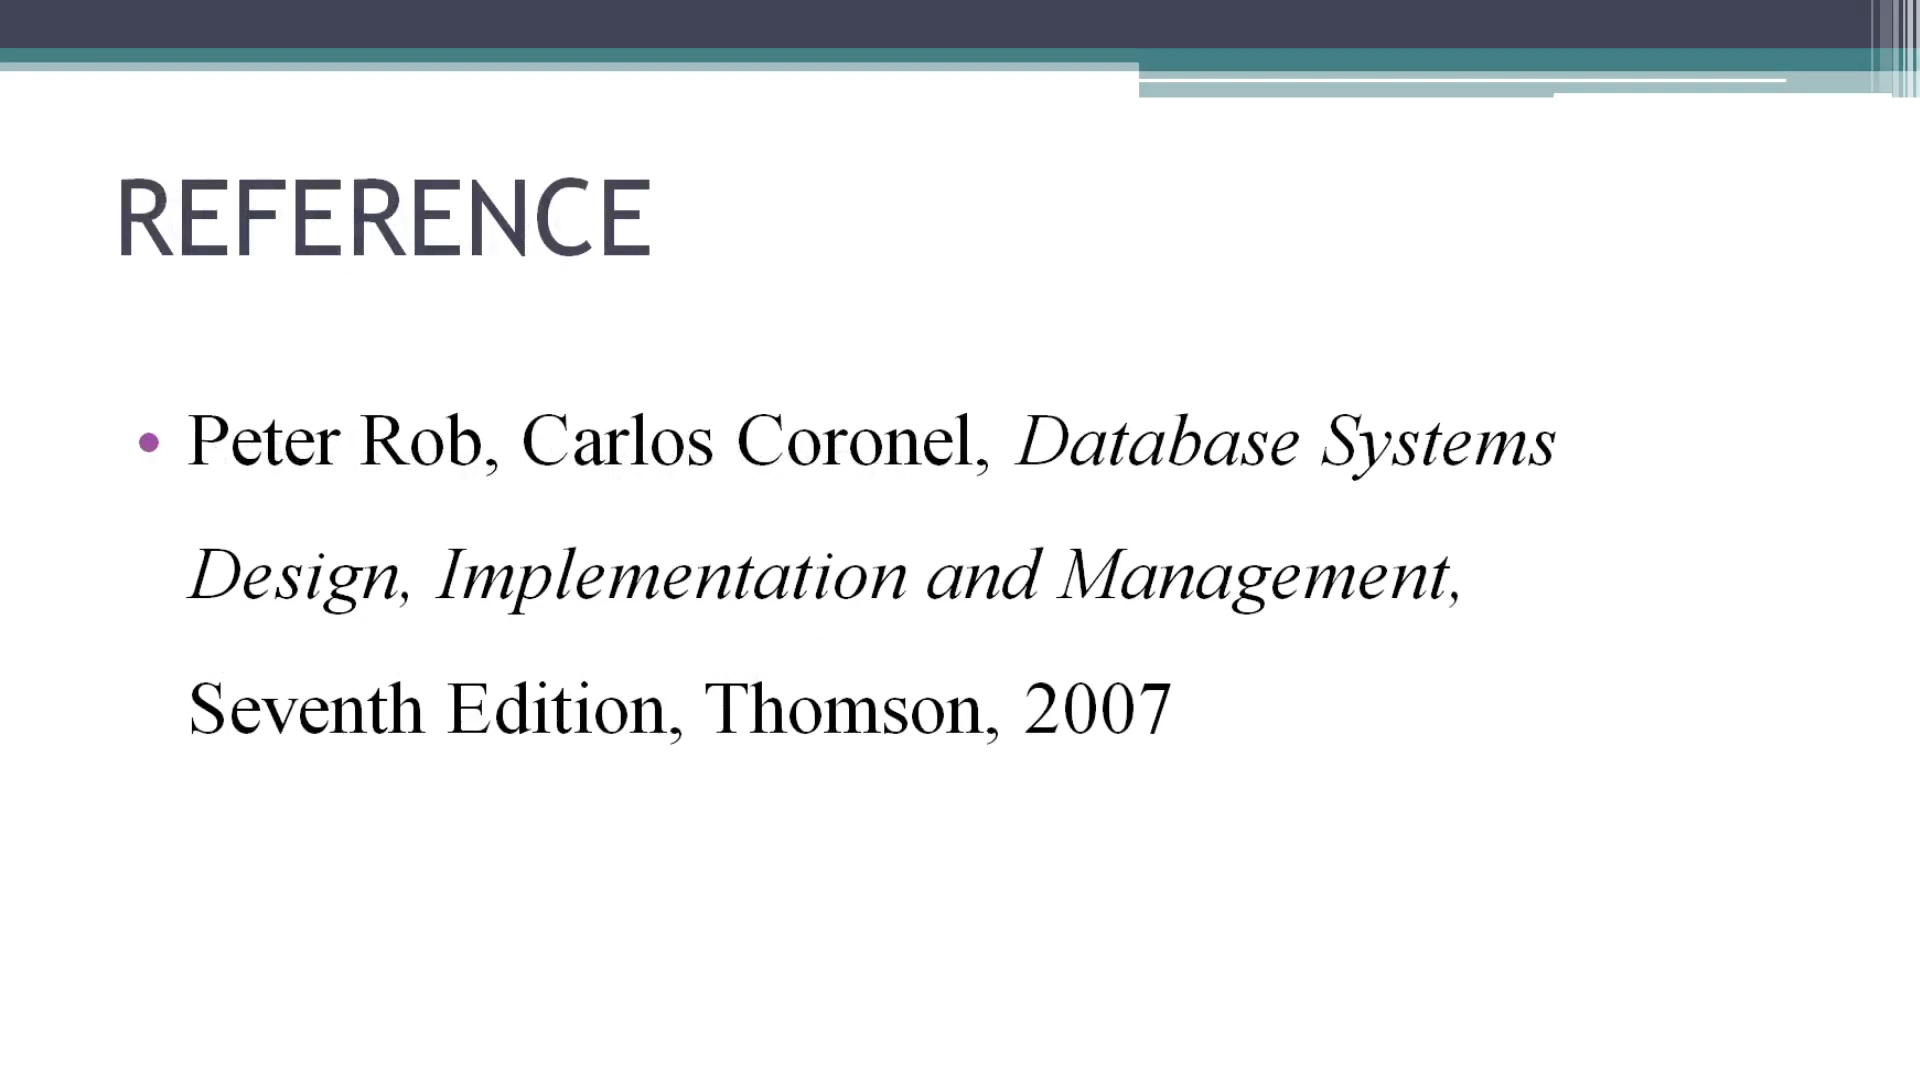 REFERENCE
• Peter Rob, Carlos Coronel, Database Systems
Design, Implementation and Management,
Seventh Edition, Thomson, 2007